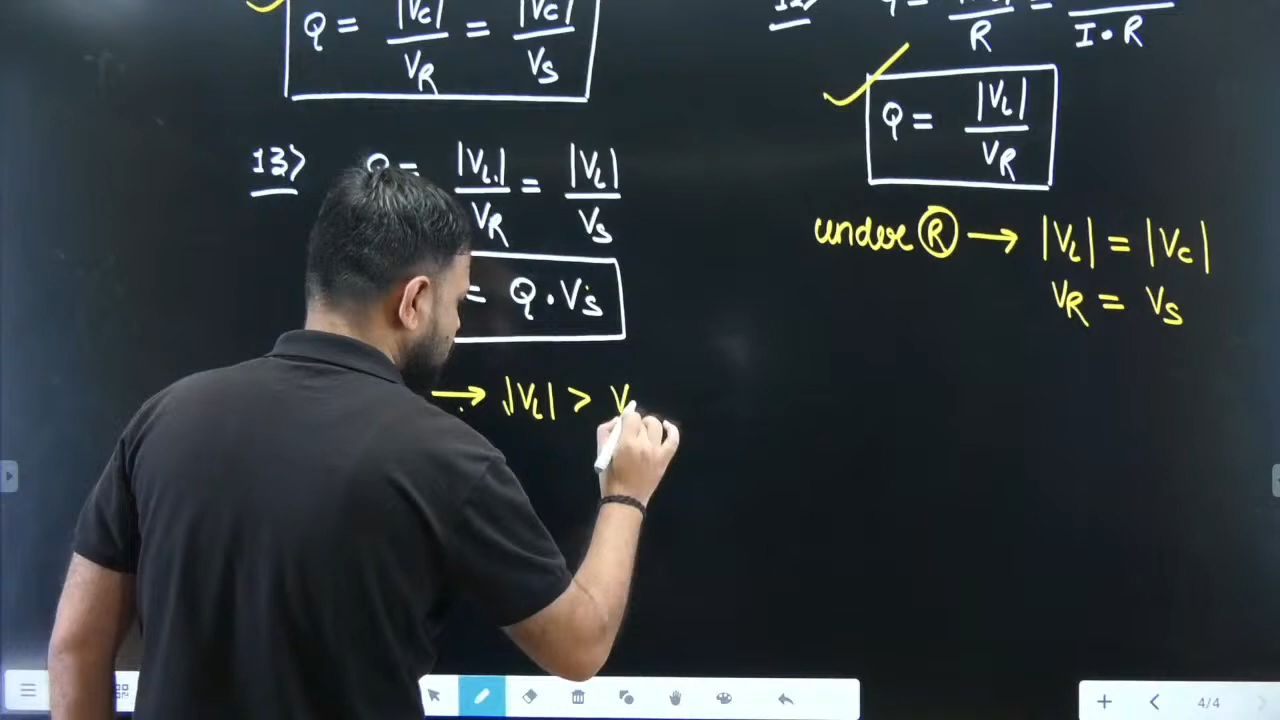 Q = |Vc| / VR = |Vc| / Vs
13> Q = |VL| / VR = |VL| / Vs
= Q · Vs
→ |VL| > V
R = I · R
Q = |VL| / VR
under R → |VL| = |Vc|
VR = Vs
4/4